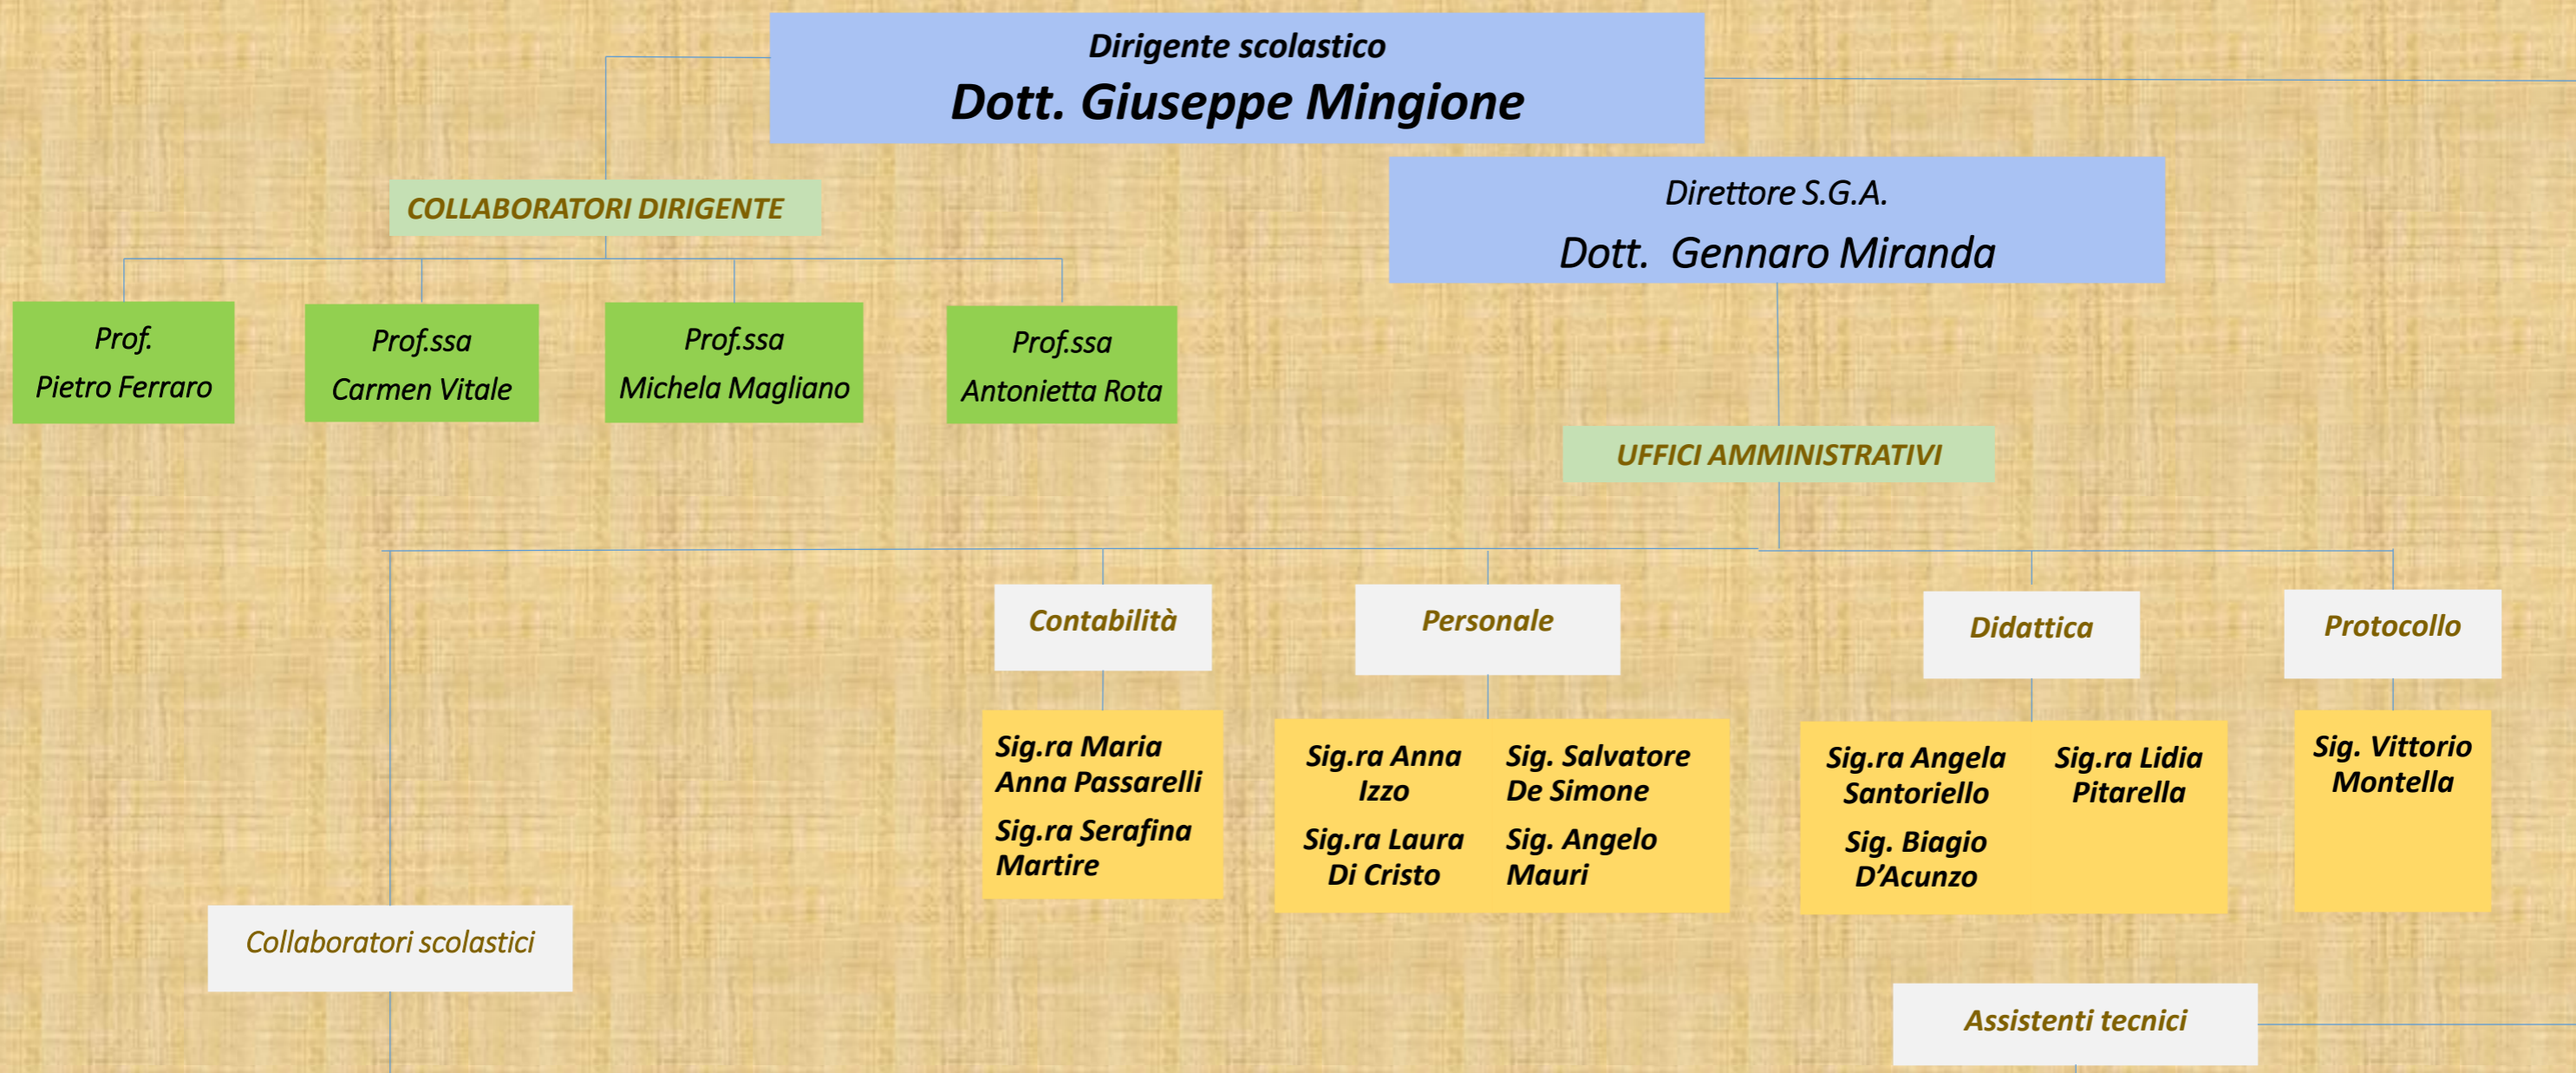 Dirigente scolastico
Dott. Giuseppe Mingione
Direttore S.G.A.
Dott. Gennaro Miranda
COLLABORATORI DIRIGENTE
Prof.
Pietro Ferraro
Prof.ssa
Carmen Vitale
Prof.ssa
Michela Magliano
Prof.ssa
Antonietta Rota
UFFICI AMMINISTRATIVI
Contabilità
Sig.ra Maria
Anna Passarelli
Sig.ra Serafina
Martire
Personale
Sig.ra Anna
Izzo
Sig.ra Laura
Di Cristo
Sig. Salvatore
De Simone
Sig. Angelo
Mauri
Didattica
Sig.ra Angela
Santoriello
Sig. Biagio
D’Acunzo
Sig.ra Lidia
Pitarella
Protocollo
Sig. Vittorio
Montella
Collaboratori scolastici
Assistenti tecnici